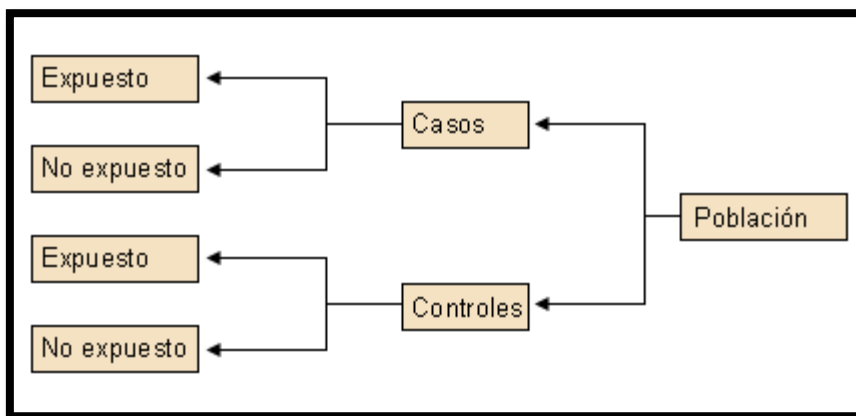 Expuesto
No expuesto
Casos
Población
Expuesto
No expuesto
Controles